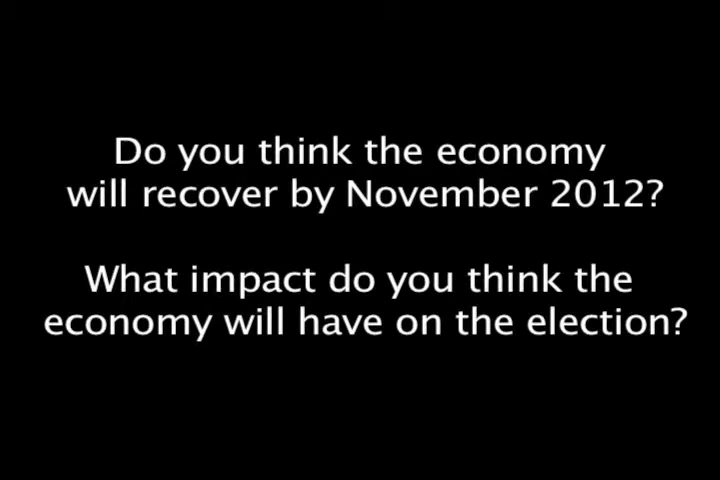 Do you think the economy
will recover by November 2012?
What impact do you think the
economy will have on the election?